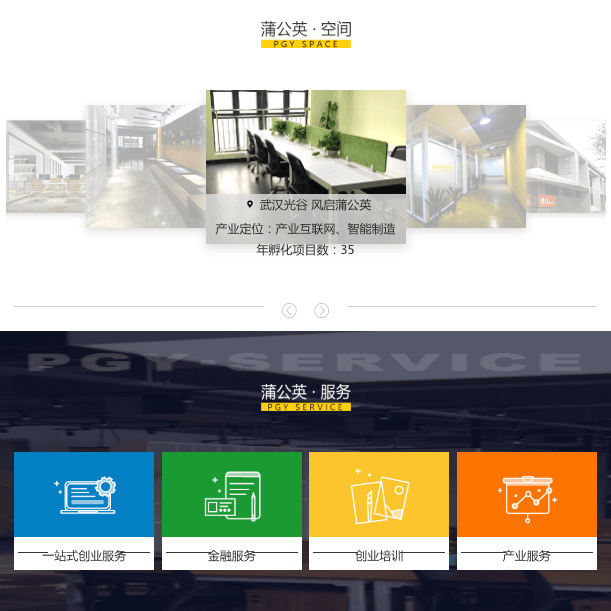 蒲公英 · 空间
PGY SPACE
武汉光谷 风启蒲公英
产业定位：产业互联网、智能制造
年孵化项目数：35
PGY·SERVICE
蒲公英 · 服务
PGY SERVICE
一站式创业服务
金融服务
创业培训
产业服务